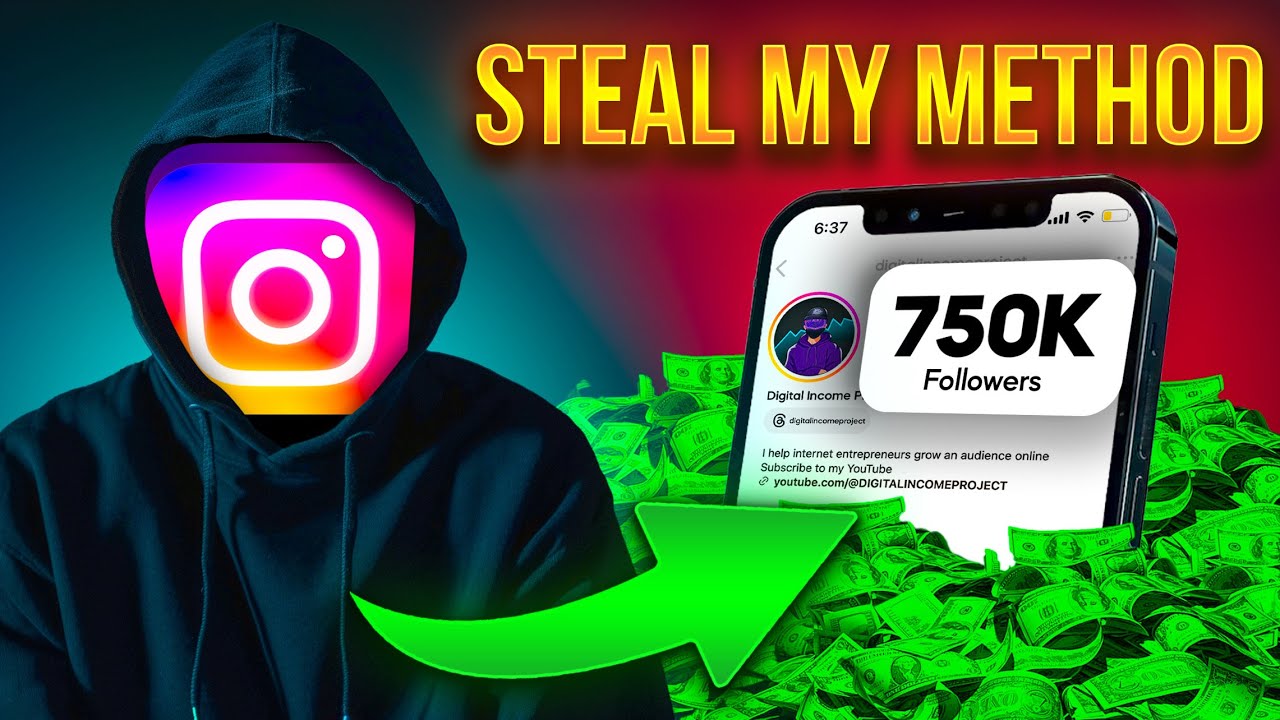 STEAL MY METHOD
6:37
digitalincomeproject
750K
Followers
Digital Income P
digitalincomeproject
I help internet entrepreneurs grow an audience online
Subscribe to my YouTube
youtube.com/@DIGITALINCOMEPROJECT